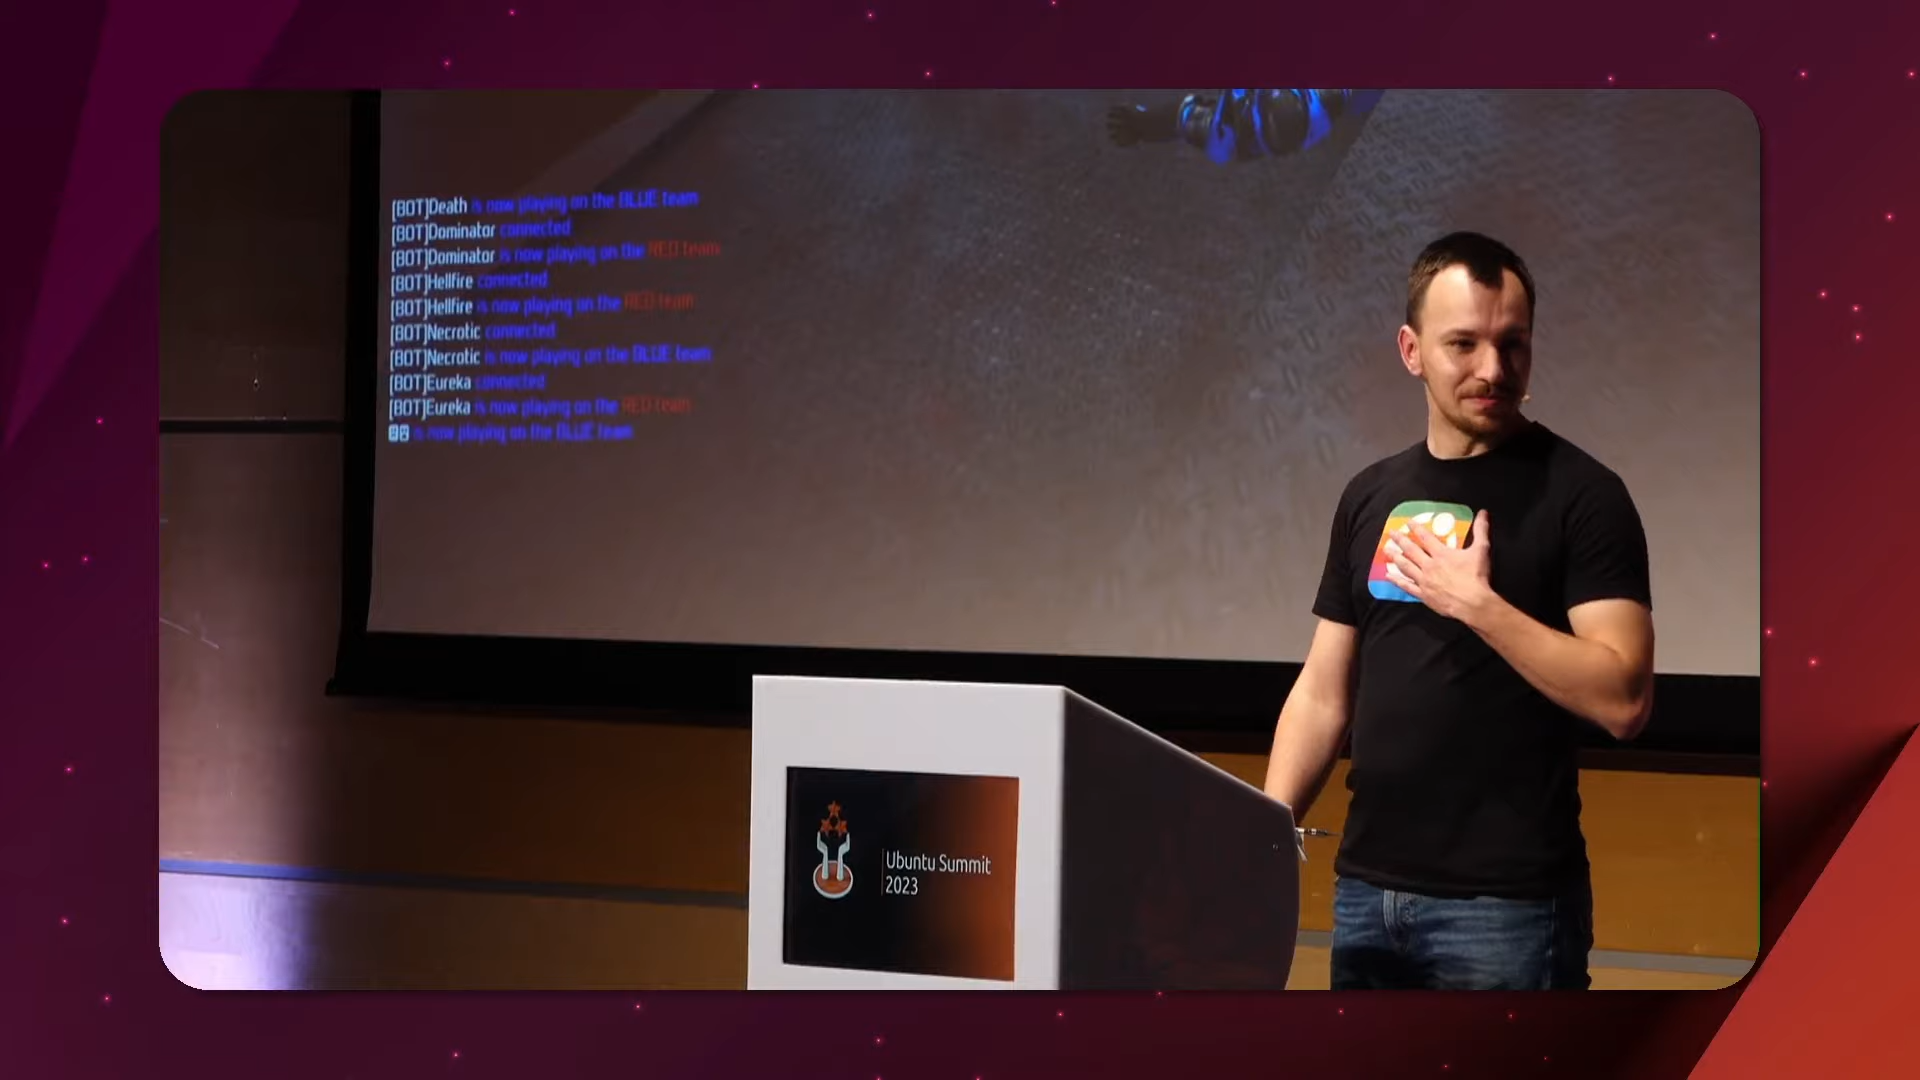 [BOT]Death is now playing on the BLUE team
[BOT]Dominator connected
[BOT]Dominator is now playing on the RED team
[BOT]Hellfire connected
[BOT]Hellfire is now playing on the RED team
[BOT]Necrotic connected
[BOT]Necrotic is now playing on the BLUE team
[BOT]Eureka connected
[BOT]Eureka is now playing on the RED team
is now playing on the BLUE team
Ubuntu Summit
2023